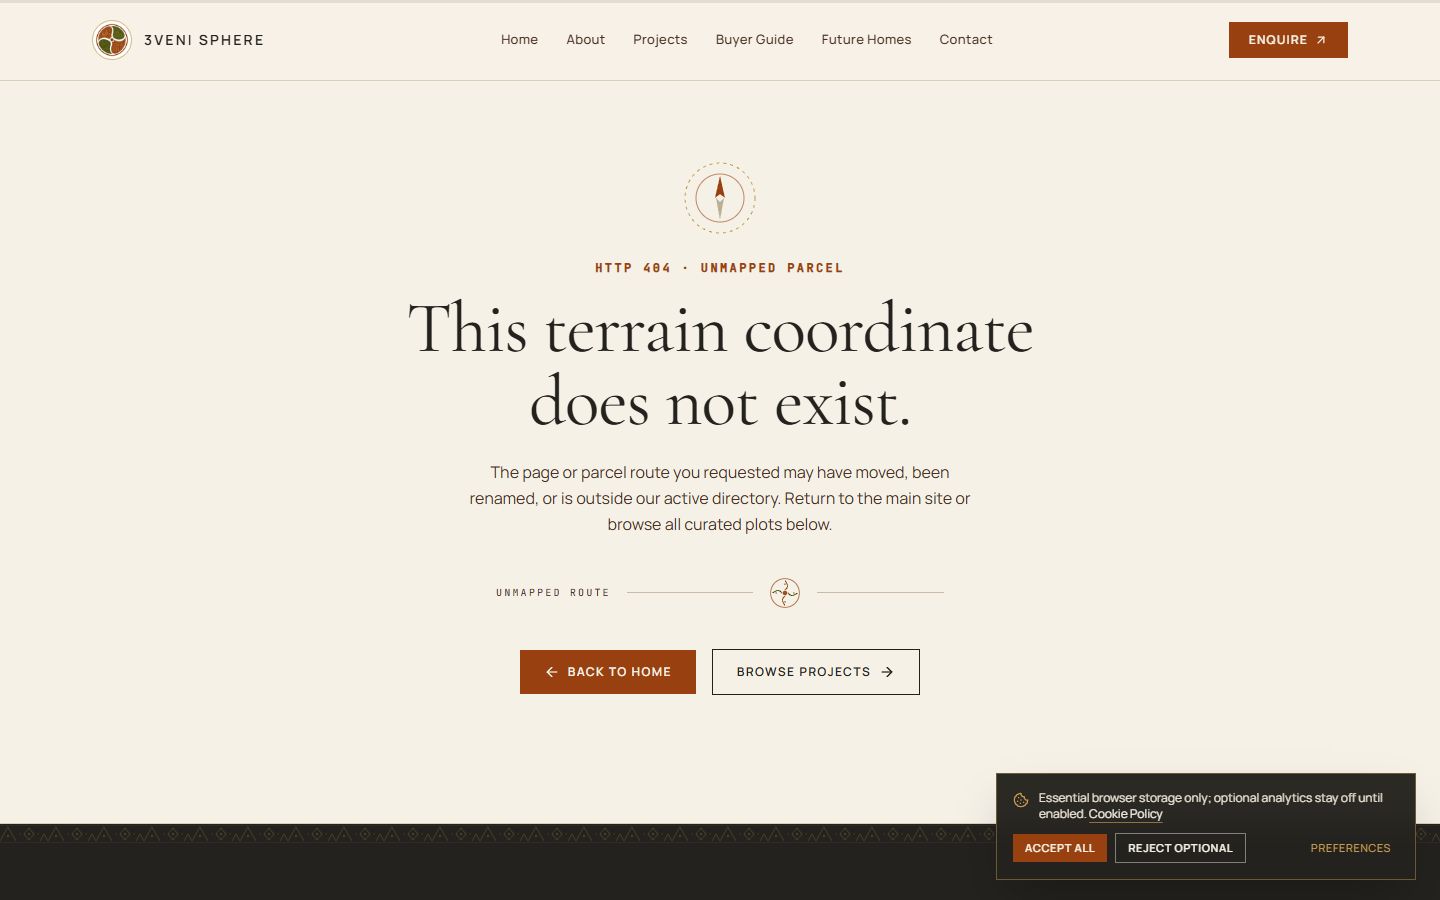 3VENI SPHERE
Home
About
Projects
Buyer Guide
Future Homes
Contact
ENQUIRE
HTTP 404 · UNMAPPED PARCEL
This terrain coordinate
does not exist.
The page or parcel route you requested may have moved, been
renamed, or is outside our active directory. Return to the main site or
browse all curated plots below.
UNMAPPED ROUTE
BACK TO HOME
BROWSE PROJECTS
Essential browser storage only; optional analytics stay off until
enabled. Cookie Policy
ACCEPT ALL
REJECT OPTIONAL
PREFERENCES